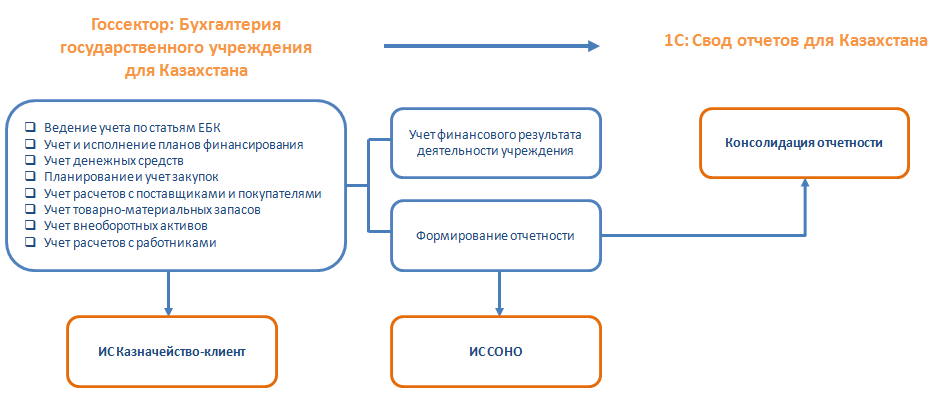 Госсектор: Бухгалтерия
государственного учреждения
для Казахстана
1С: Свод отчетов для Казахстана
Ведение учета по статьям ЕБК
Учет и исполнение планов финансирования
Учет денежных средств
Планирование и учет закупок
Учет расчетов с поставщиками и покупателями
Учет товарно-материальных запасов
Учет внеоборотных активов
Учет расчетов с работниками
Учет финансового результата
деятельности учреждения
Формирование отчетности
Консолидация отчетности
ИС Казначейство-клиент
ИС СОНО